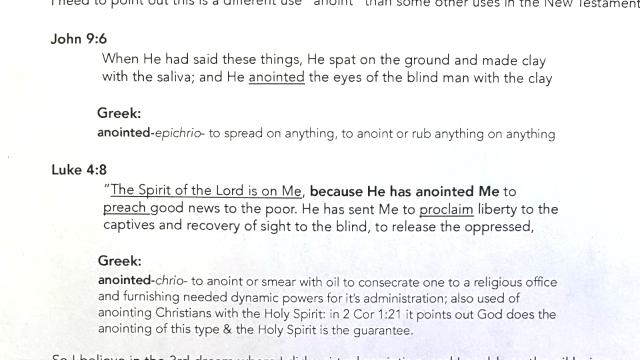 I need to point out this is a different use "anoint" than some other uses in the New Testament
John 9:6
When He had said these things, He spat on the ground and made clay
with the saliva; and He anointed the eyes of the blind man with the clay
Greek:
anointed-epichrio- to spread on anything, to anoint or rub anything on anything
Luke 4:8
"The Spirit of the Lord is on Me, because He has anointed Me to
preach good news to the poor. He has sent Me to proclaim liberty to the
captives and recovery of sight to the blind, to release the oppressed,
Greek:
anointed-chrio- to anoint or smear with oil to consecrate one to a religious office
and furnishing needed dynamic powers for it's administration; also used of
anointing Christians with the Holy Spirit: in 2 Cor 1:21 it points out God does the
anointing of this type & the Holy Spirit is the guarantee.
So I believe in the 3rd dream where I did